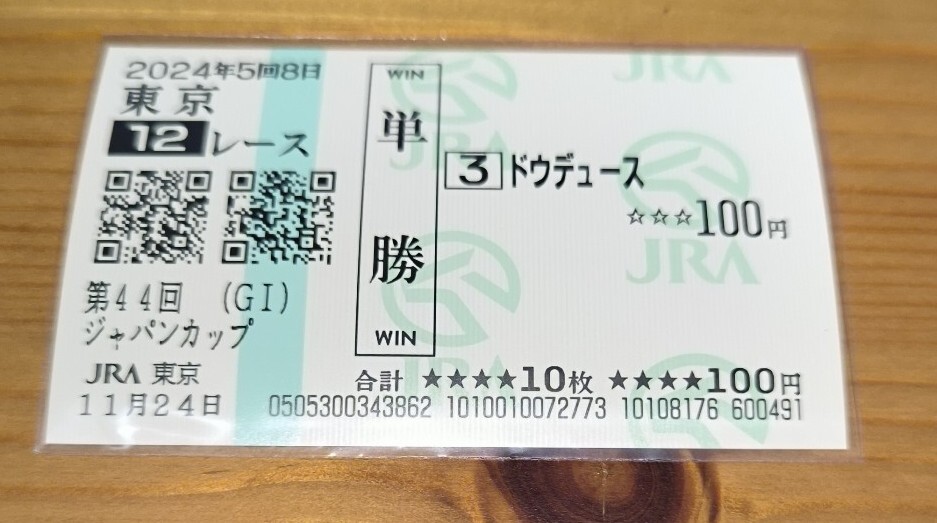 2024年5回8日
東京
12レース
第44回 (GI)
ジャパンカップ
JRA 東京
11月24日
WIN
単勝
WIN
3 ドウデュース
☆☆☆100円
合計 ★★★★10枚 ★★★★100円
0505300343862 1010010072773 10108176 600491
JRA
JRA
JRA
JRA